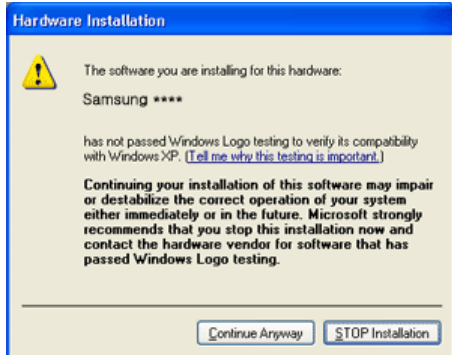 Hardware Installation
The software you are installing for this hardware:
Samsung ****
has not passed Windows Logo testing to verify its compatibility
with Windows XP. (Tell me why this testing is important.)
Continuing your installation of this software may impair
or destabilize the correct operation of your system
either immediately or in the future. Microsoft strongly
recommends that you stop this installation now and
contact the hardware vendor for software that has
passed Windows Logo testing.
Continue Anyway STOP Installation